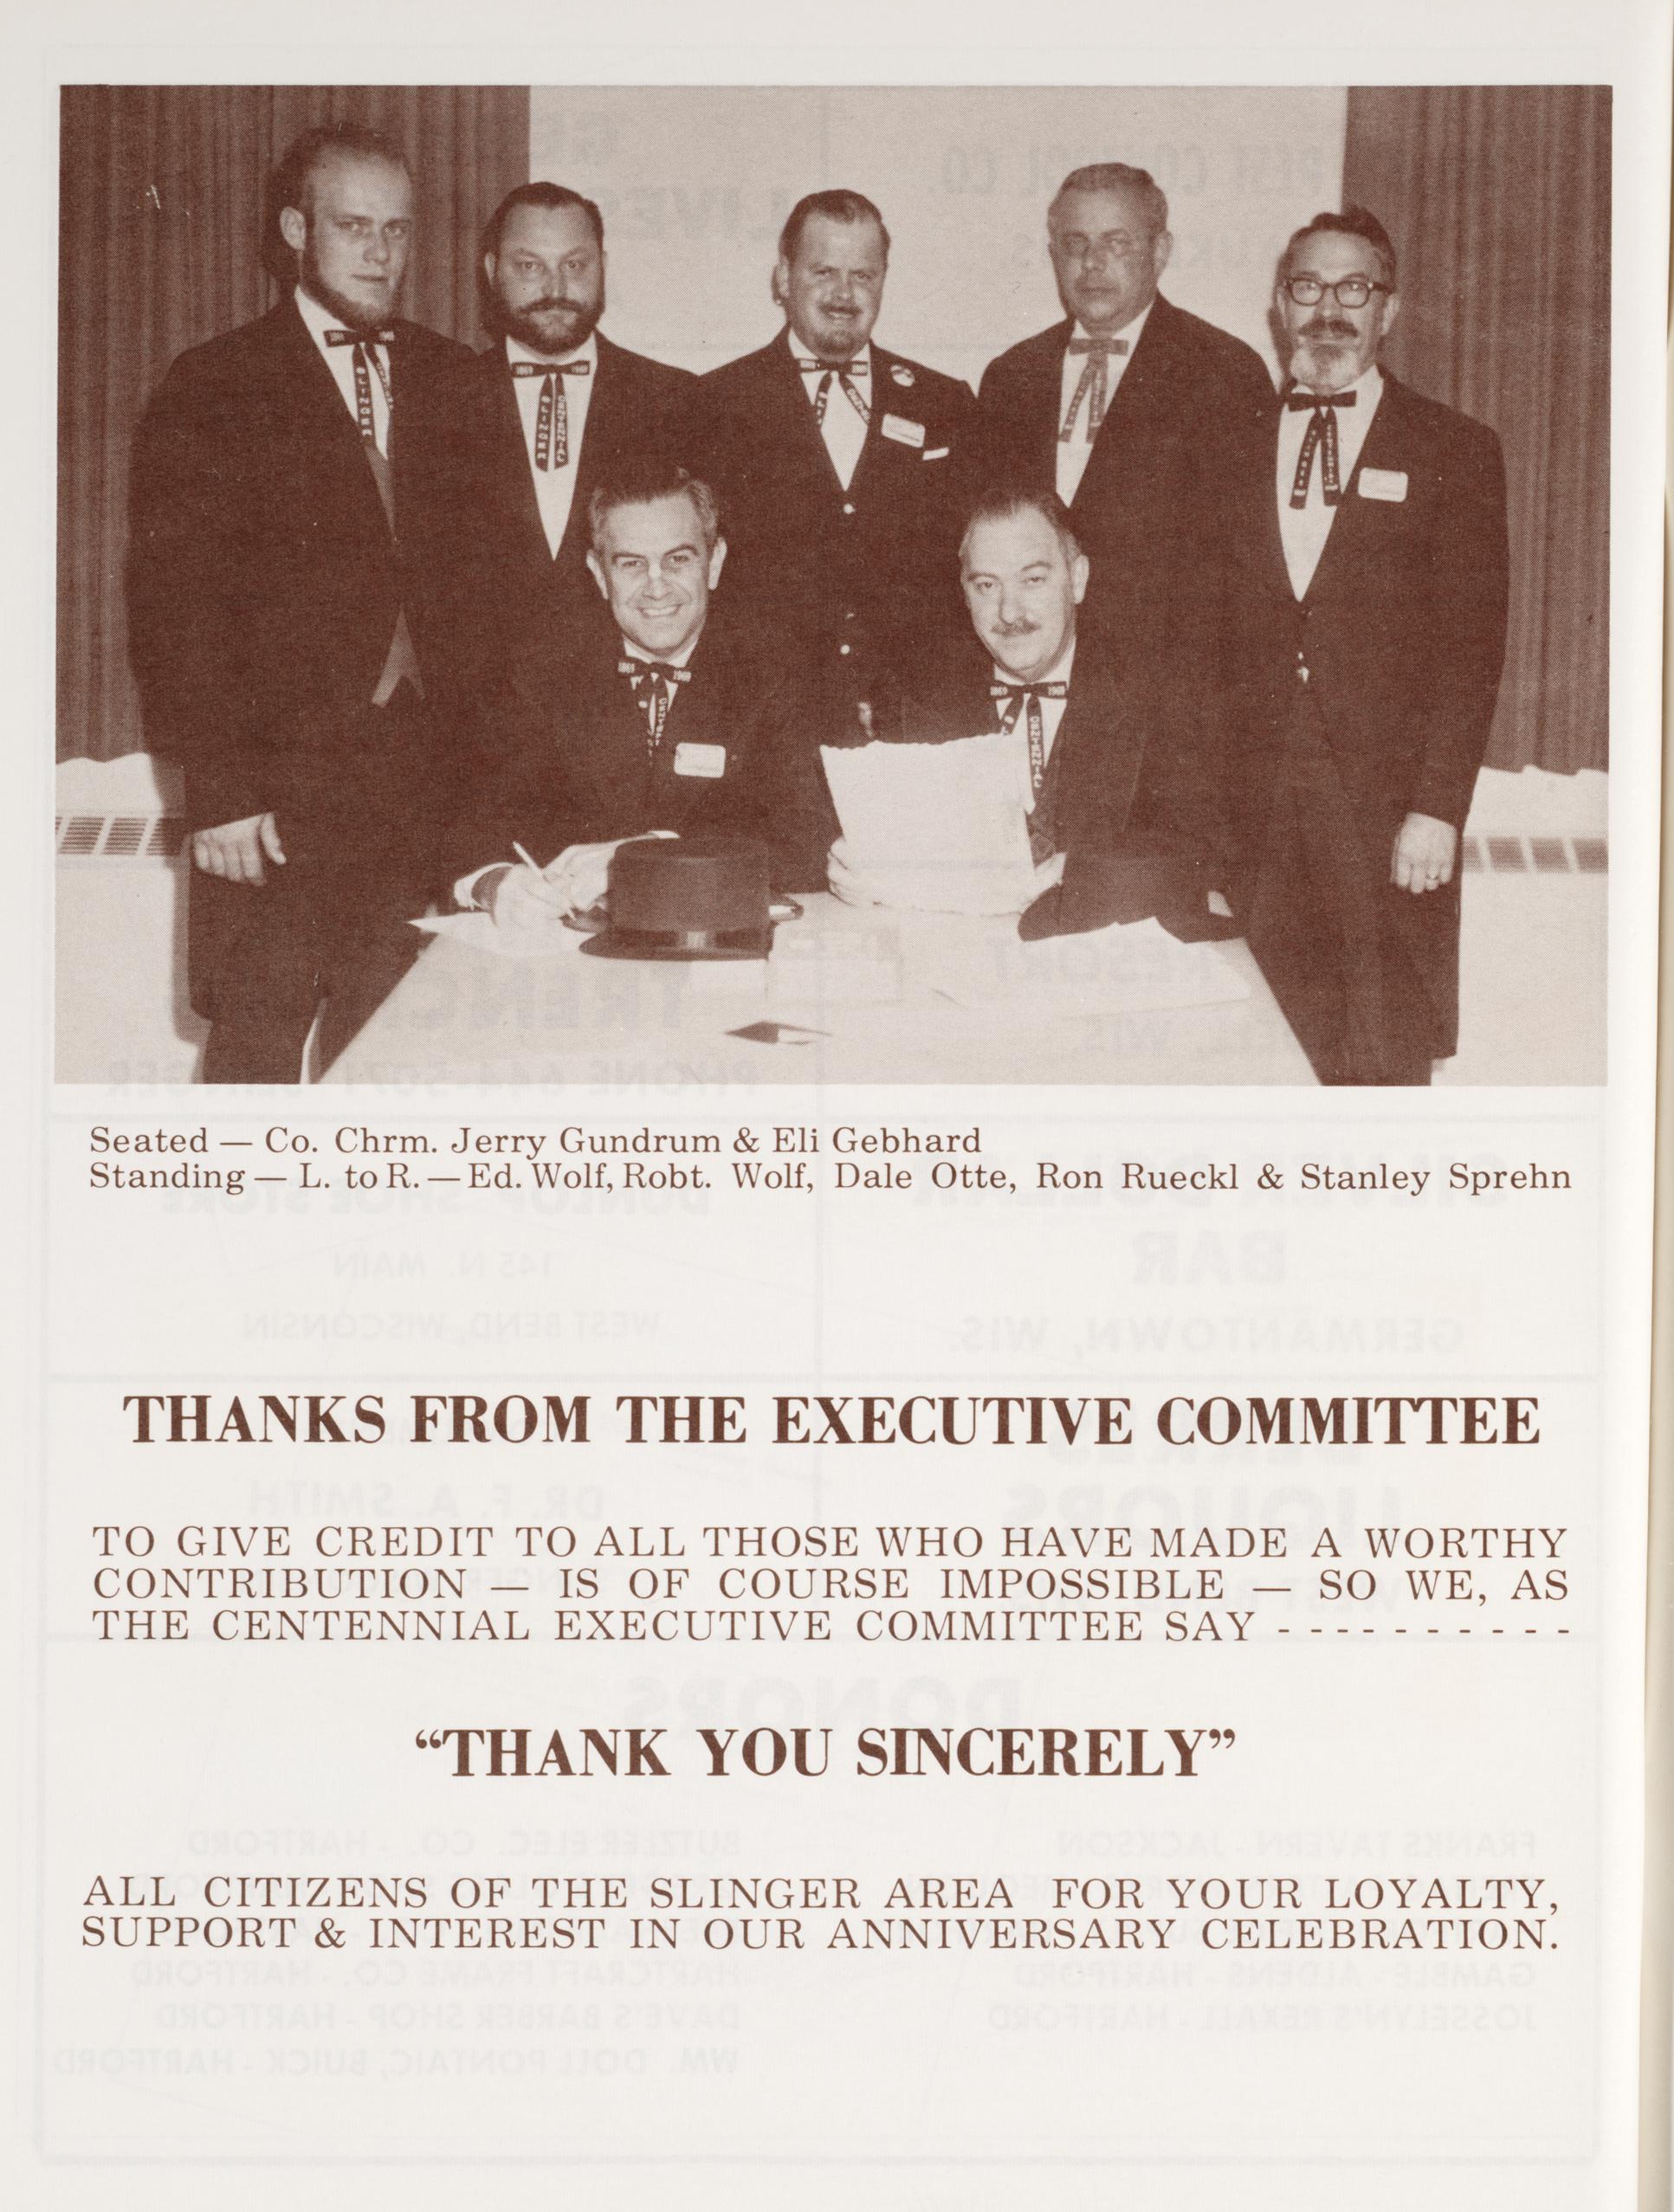 Seated — Co. Chrm. Jerry Gundrum & Eli Gebhard
Standing — L. to R. — Ed. Wolf, Robt. Wolf, Dale Otte, Ron Rueckl & Stanley Sprehn
THANKS FROM THE EXECUTIVE COMMITTEE
TO GIVE CREDIT TO ALL THOSE WHO HAVE MADE A WORTHY
CONTRIBUTION — IS OF COURSE IMPOSSIBLE — SO WE, AS
THE CENTENNIAL EXECUTIVE COMMITTEE SAY - - - - - - - - - -
“THANK YOU SINCERELY”
ALL CITIZENS OF THE SLINGER AREA FOR YOUR LOYALTY,
SUPPORT & INTEREST IN OUR ANNIVERSARY CELEBRATION.